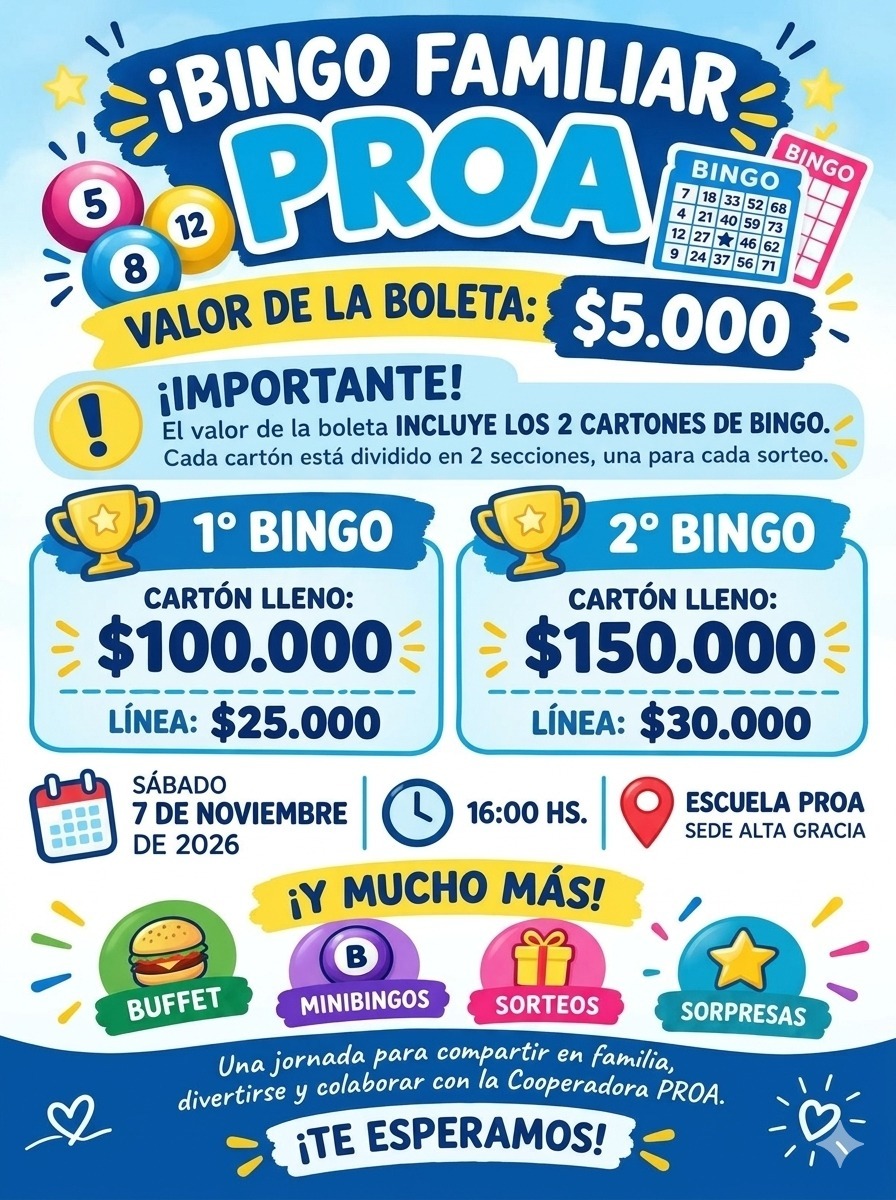 ¡BINGO FAMILIAR
PROA
5
12
8
BINGO
BINGO
7 18 33 52 68
4 21 40 59 73
12 27 46 62
9 24 37 56 71
VALOR DE LA BOLETA: $5.000
¡IMPORTANTE!
El valor de la boleta INCLUYE LOS 2 CARTONES DE BINGO.
Cada cartón está dividido en 2 secciones, una para cada sorteo.
1° BINGO
CARTÓN LLENO:
$100.000
LÍNEA: $25.000
2° BINGO
CARTÓN LLENO:
$150.000
LÍNEA: $30.000
SÁBADO
7 DE NOVIEMBRE
DE 2026
16:00 HS.
ESCUELA PROA
SEDE ALTA GRACIA
¡Y MUCHO MÁS!
BUFFET
B
MINIBINGOS
SORTEOS
SORPRESAS
Una jornada para compartir en familia,
divertirse y colaborar con la Cooperadora PROA.
¡TE ESPERAMOS!